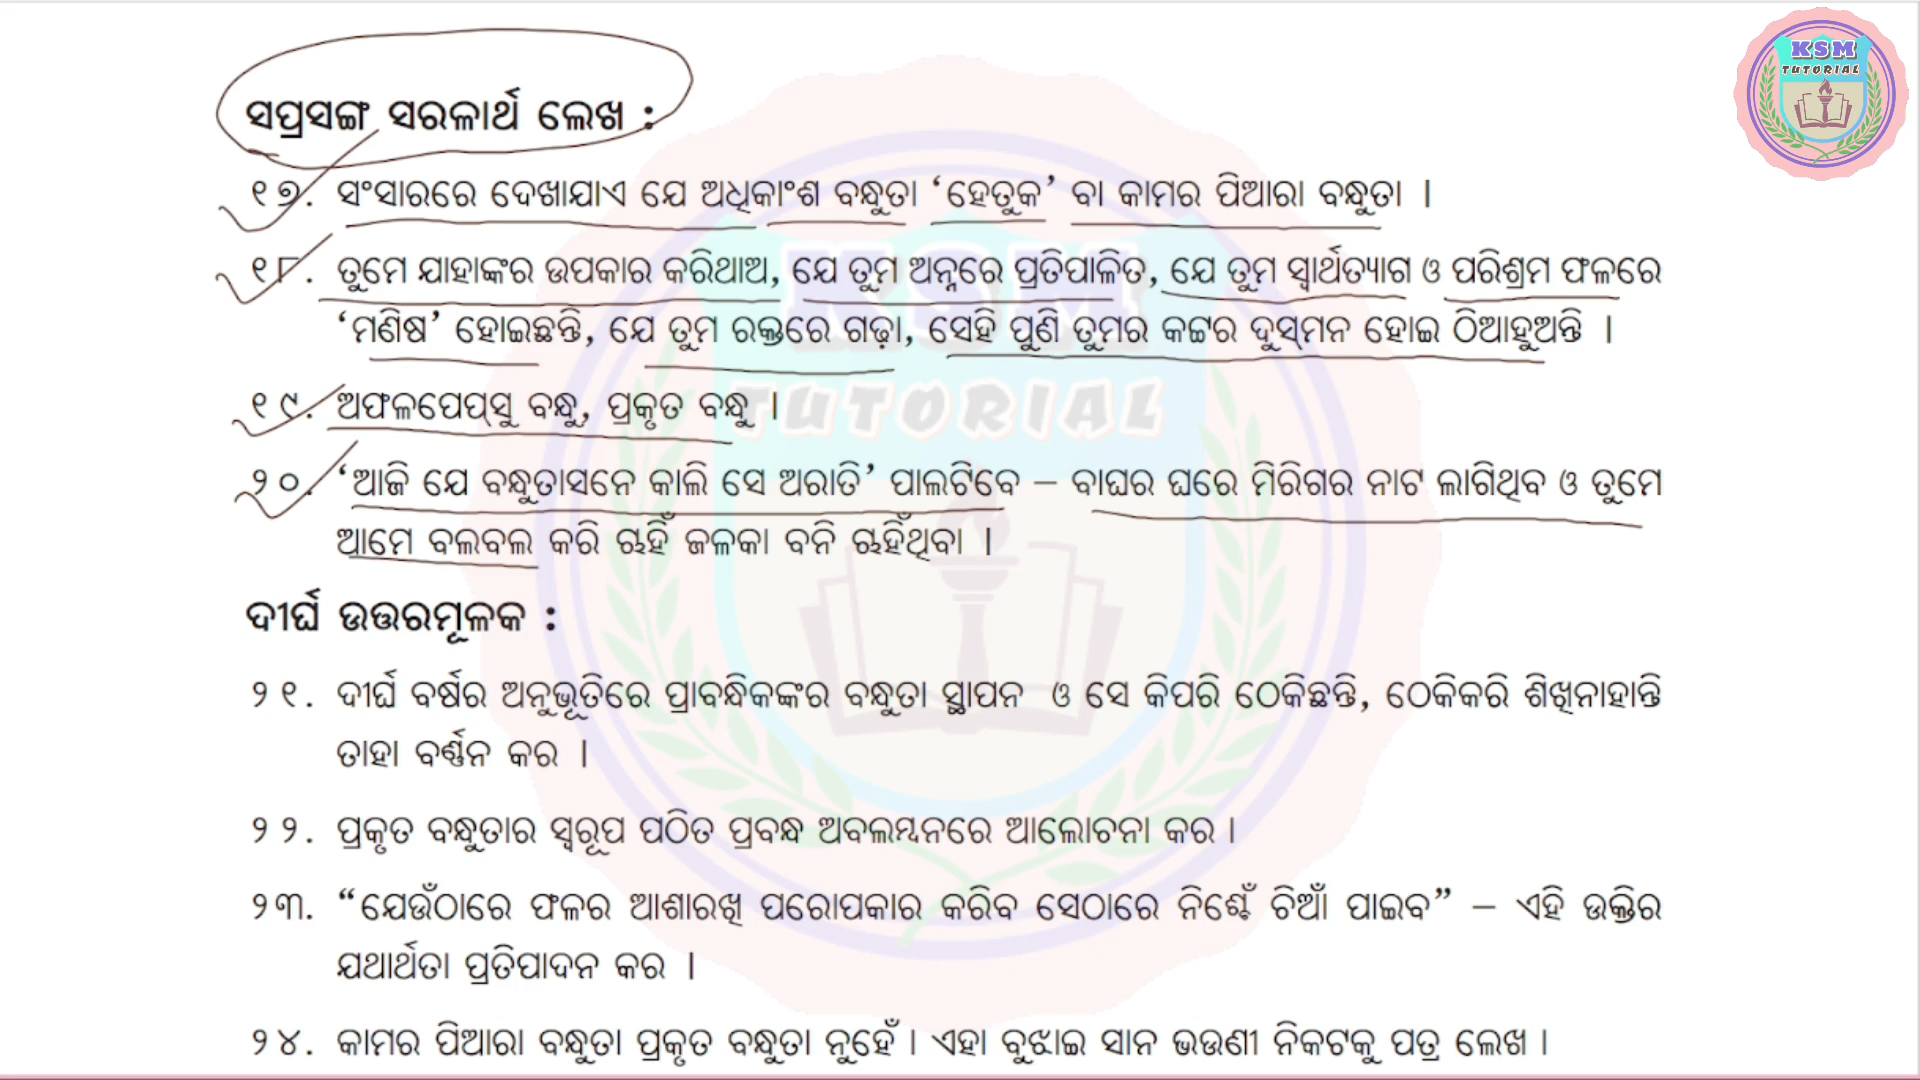 KSM
TUTORIAL
ସପ୍ରସଙ୍ଗ ସରଳାର୍ଥ ଲେଖ :
୧୭. ସଂସାରରେ ଦେଖାଯାଏ ଯେ ଅଧିକାଂଶ ବନ୍ଧୁତା ‘ହେତୁକ’ ବା କାମର ପିଆରା ବନ୍ଧୁତା ।
୧୮. ତୁମେ ଯାହାଙ୍କର ଉପକାର କରିଥାଅ, ଯେ ତୁମ ଅନ୍ନରେ ପ୍ରତିପାଳିତ, ଯେ ତୁମ ସ୍ୱାର୍ଥତ୍ୟାଗ ଓ ପରିଶ୍ରମ ଫଳରେ
‘ମଣିଷ’ ହୋଇଛନ୍ତି, ଯେ ତୁମ ରକ୍ତରେ ଗଢ଼ା, ସେହି ପୁଣି ତୁମର କଟ୍ଟର ଦୁସ୍‌ମନ ହୋଇ ଠିଆହୁଅନ୍ତି ।
୧୯. ଅଫଳପେପ୍‌ସୁ ବନ୍ଧୁ, ପ୍ରକୃତ ବନ୍ଧୁ ।
୨୦. ‘ଆଜି ଯେ ବନ୍ଧୁତାସନେ କାଲି ସେ ଅରାତି’ ପାଲଟିବେ – ବାଘର ଘରେ ମିରିଗର ନାଟ ଲାଗିଥିବ ଓ ତୁମେ
ଆମେ ବଲବଲ କରି ଋହିଁ ଜଳକା ବନି ଋହିଁଥିବା ।
ଦୀର୍ଘ ଉତ୍ତରମୂଳକ :
୨୧. ଦୀର୍ଘ ବର୍ଷର ଅନୁଭୂତିରେ ପ୍ରାବନ୍ଧିକଙ୍କର ବନ୍ଧୁତା ସ୍ଥାପନ ଓ ସେ କିପରି ଠେକିଛନ୍ତି, ଠେକିକରି ଶିଖିନାହାନ୍ତି
ତାହା ବର୍ଣ୍ଣନ କର ।
୨୨. ପ୍ରକୃତ ବନ୍ଧୁତାର ସ୍ୱରୂପ ପଠିତ ପ୍ରବନ୍ଧ ଅବଲମ୍ବନରେ ଆଲୋଚନା କର ।
୨୩. “ଯେଉଁଠାରେ ଫଳର ଆଶାରଖି ପରୋପକାର କରିବ ସେଠାରେ ନିଶ୍ଚେଁ ଚିଆଁ ପାଇବ” – ଏହି ଉକ୍ତିର
ଯଥାର୍ଥତା ପ୍ରତିପାଦନ କର ।
୨୪. କାମର ପିଆରା ବନ୍ଧୁତା ପ୍ରକୃତ ବନ୍ଧୁତା ନୁହେଁ । ଏହା ବୁଝାଇ ସାନ ଭଉଣୀ ନିକଟକୁ ପତ୍ର ଲେଖ ।